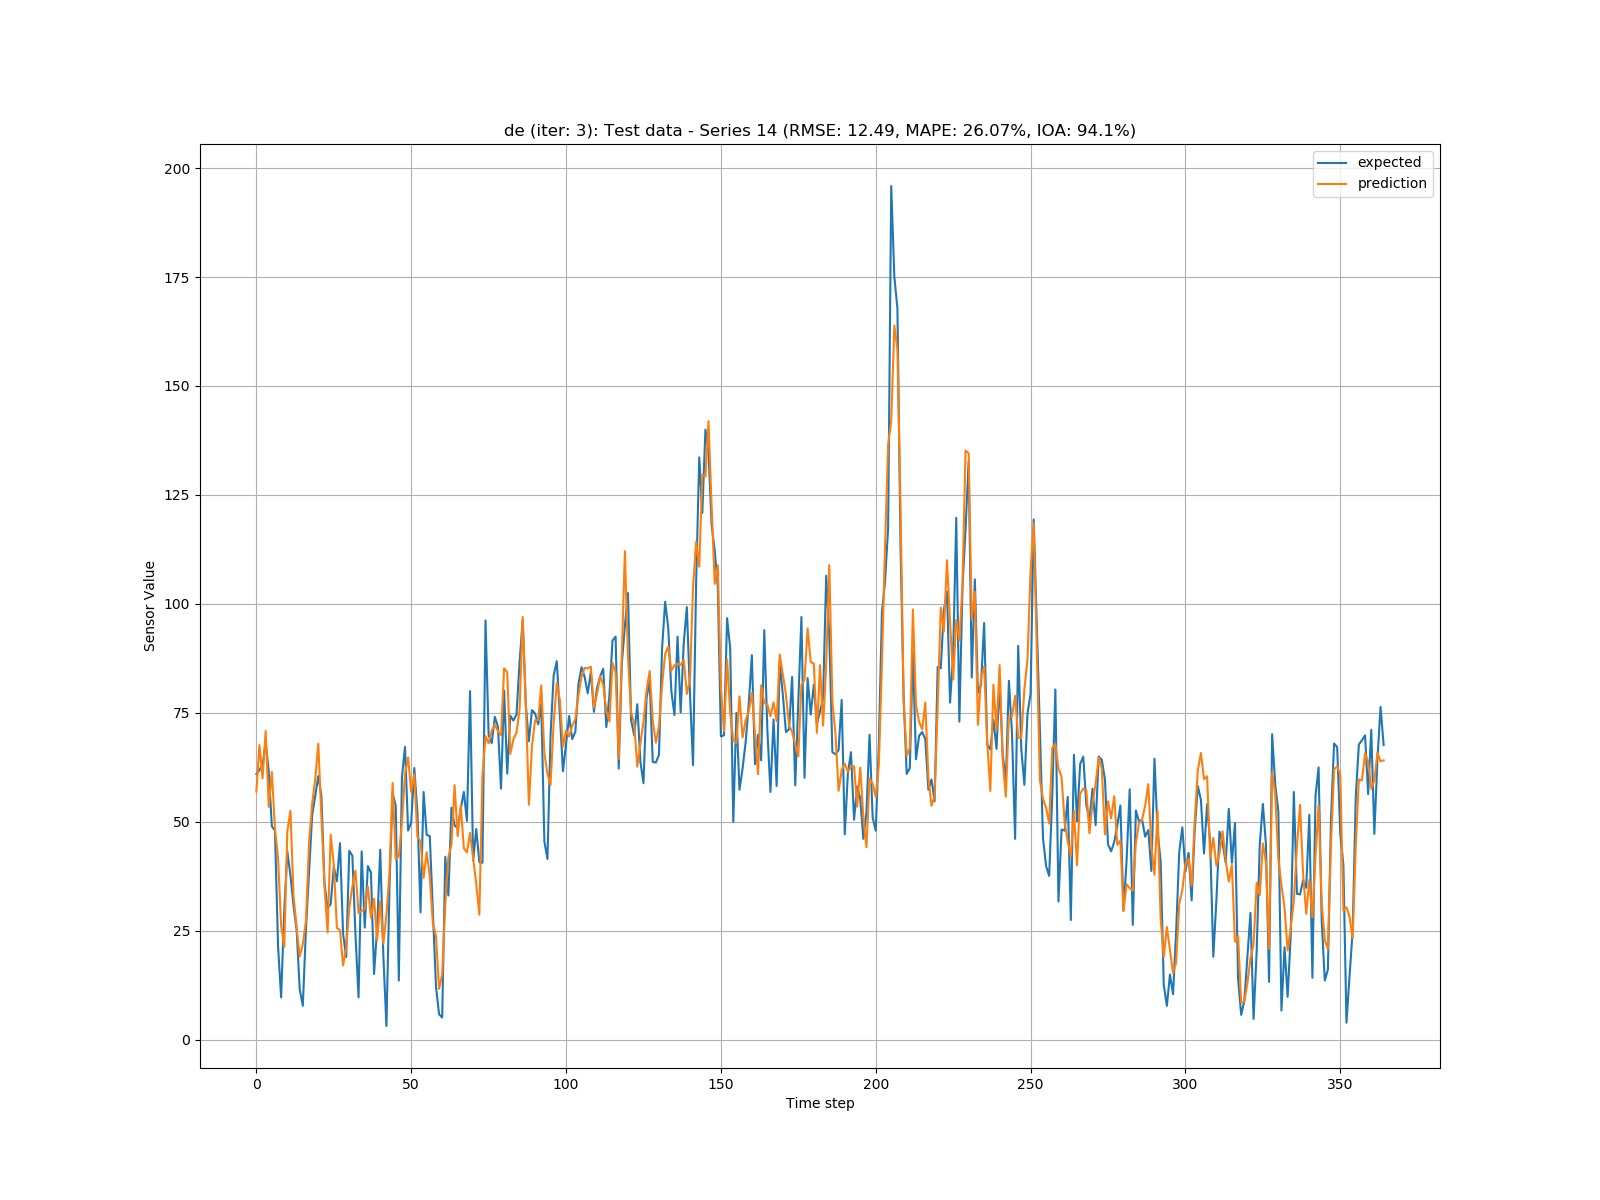 de (iter: 3): Test data - Series 14 (RMSE: 12.49, MAPE: 26.07%, IOA: 94.1%)
expected
prediction
200
175
150
125
100
75
50
25
0
Sensor Value
0 50 100 150 200 250 300 350
Time step